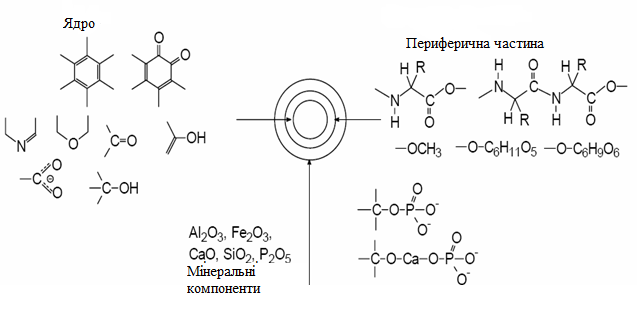 Ядро
Периферична частина
O
O
H
H R
N
C
C
O
O
H
N
H R
C
O
N
H
C
C
O
O
H R
N
O
C=O
OH
–OCH3 –O-C6H11O5 –O-C6H9O6
–C
O
O
⊖
–C-OH
–C-O-P-O-
O
O-
–C-O-Ca-O-P-O-
O
O-
Al2O3, Fe2O3,
CaO, SiO2, P2O5
Мінеральні
компоненти